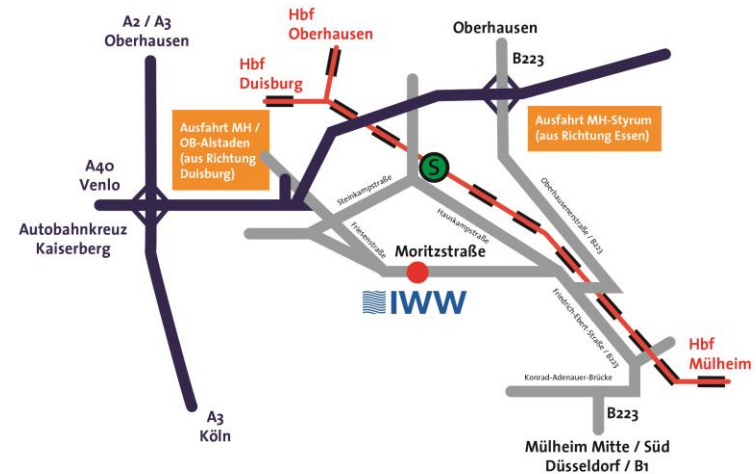 A2 / A3
Oberhausen
Hbf
Oberhausen
Oberhausen
B223
Hbf
Duisburg
Ausfahrt MH /
OB-Alstaden
(aus Richtung
Duisburg)
Ausfahrt MH-Styrum
(aus Richtung Essen)
A40
Venlo
S
Steinkampstraße
Oberhausenerstraße / B223
Autobahnkreuz
Kaiserberg
Friesenstraße
Hauskampstraße
Moritzstraße
IWW
Friedrich-Ebert-Straße / B223
Hbf
Mülheim
Konrad-Adenauer-Brücke
A3
Köln
B223
Mülheim Mitte / Süd
Düsseldorf / B1